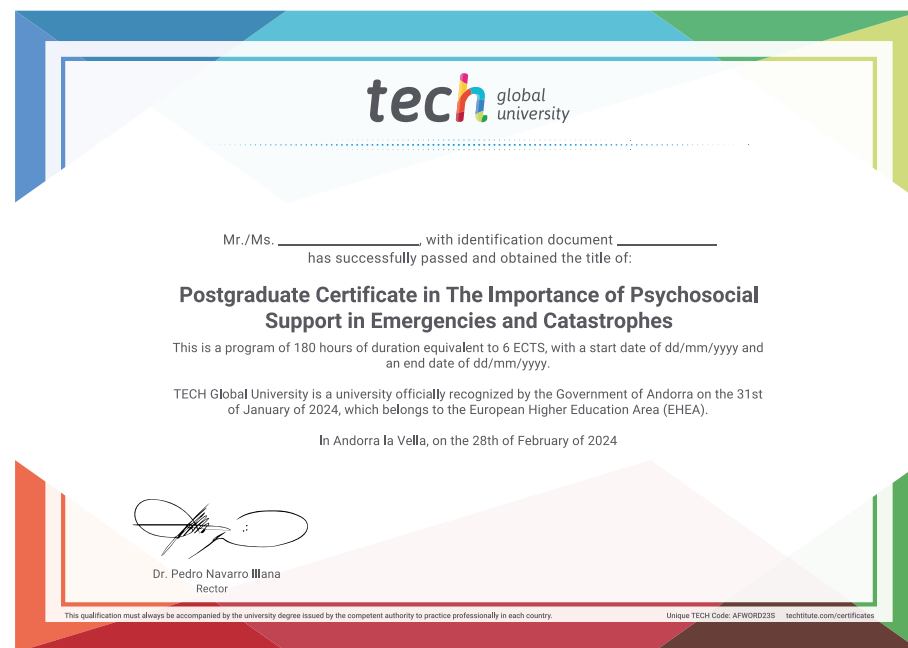 tech global university
Mr./Ms. ____________________, with identification document ______________
has successfully passed and obtained the title of:
Postgraduate Certificate in The Importance of Psychosocial
Support in Emergencies and Catastrophes
This is a program of 180 hours of duration equivalent to 6 ECTS, with a start date of dd/mm/yyyy and
an end date of dd/mm/yyyy.
TECH Global University is a university officially recognized by the Government of Andorra on the 31st
of January of 2024, which belongs to the European Higher Education Area (EHEA).
In Andorra la Vella, on the 28th of February of 2024
Dr. Pedro Navarro Illana
Rector
This qualification must always be accompanied by the university degree issued by the competent authority to practice professionally in each country. Unique TECH Code: AFWORD23S techtitute.com/certificates